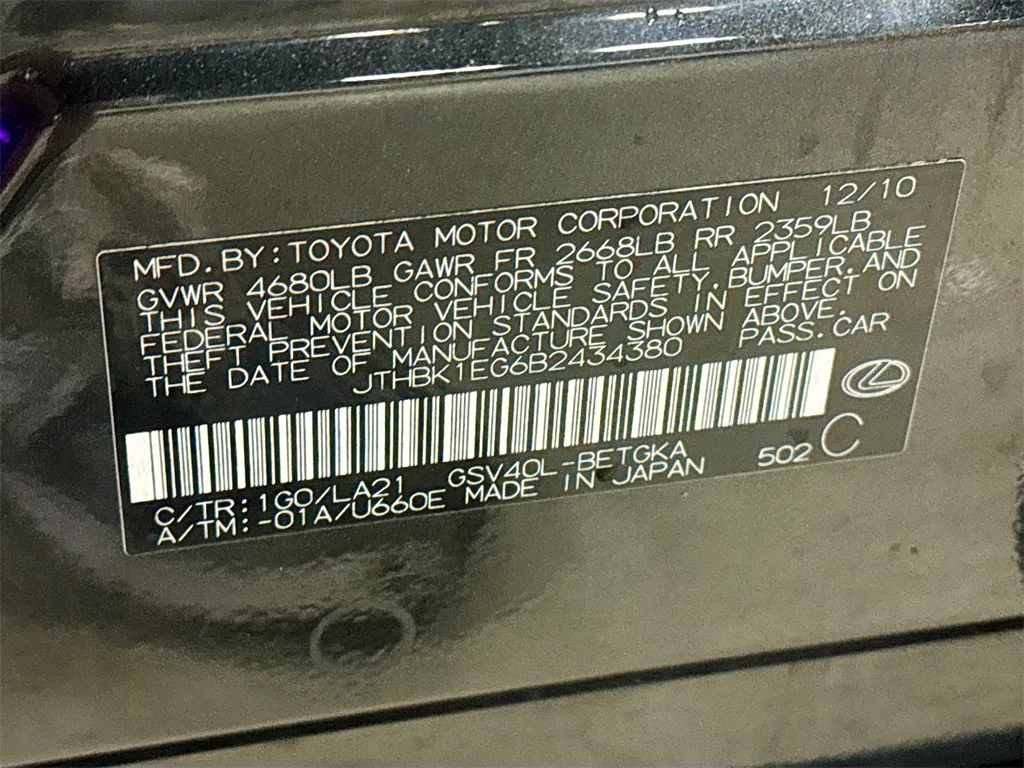 MFD.BY:TOYOTA MOTOR CORPORATION 12/10
GVWR 4680LB GAWR FR 2668LB RR 2359LB
THIS VEHICLE CONFORMS TO ALL APPLICABLE
FEDERAL MOTOR VEHICLE SAFETY,BUMPER,AND
THEFT PREVENTION STANDARDS IN EFFECT ON
THE DATE OF MANUFACTURE SHOWN ABOVE.
JTHBK1EG6B2434380 PASS.CAR
C/TR:1G0/LA21 GSV40L-BETGKA 502 C
A/TM:-01A/U660E MADE IN JAPAN